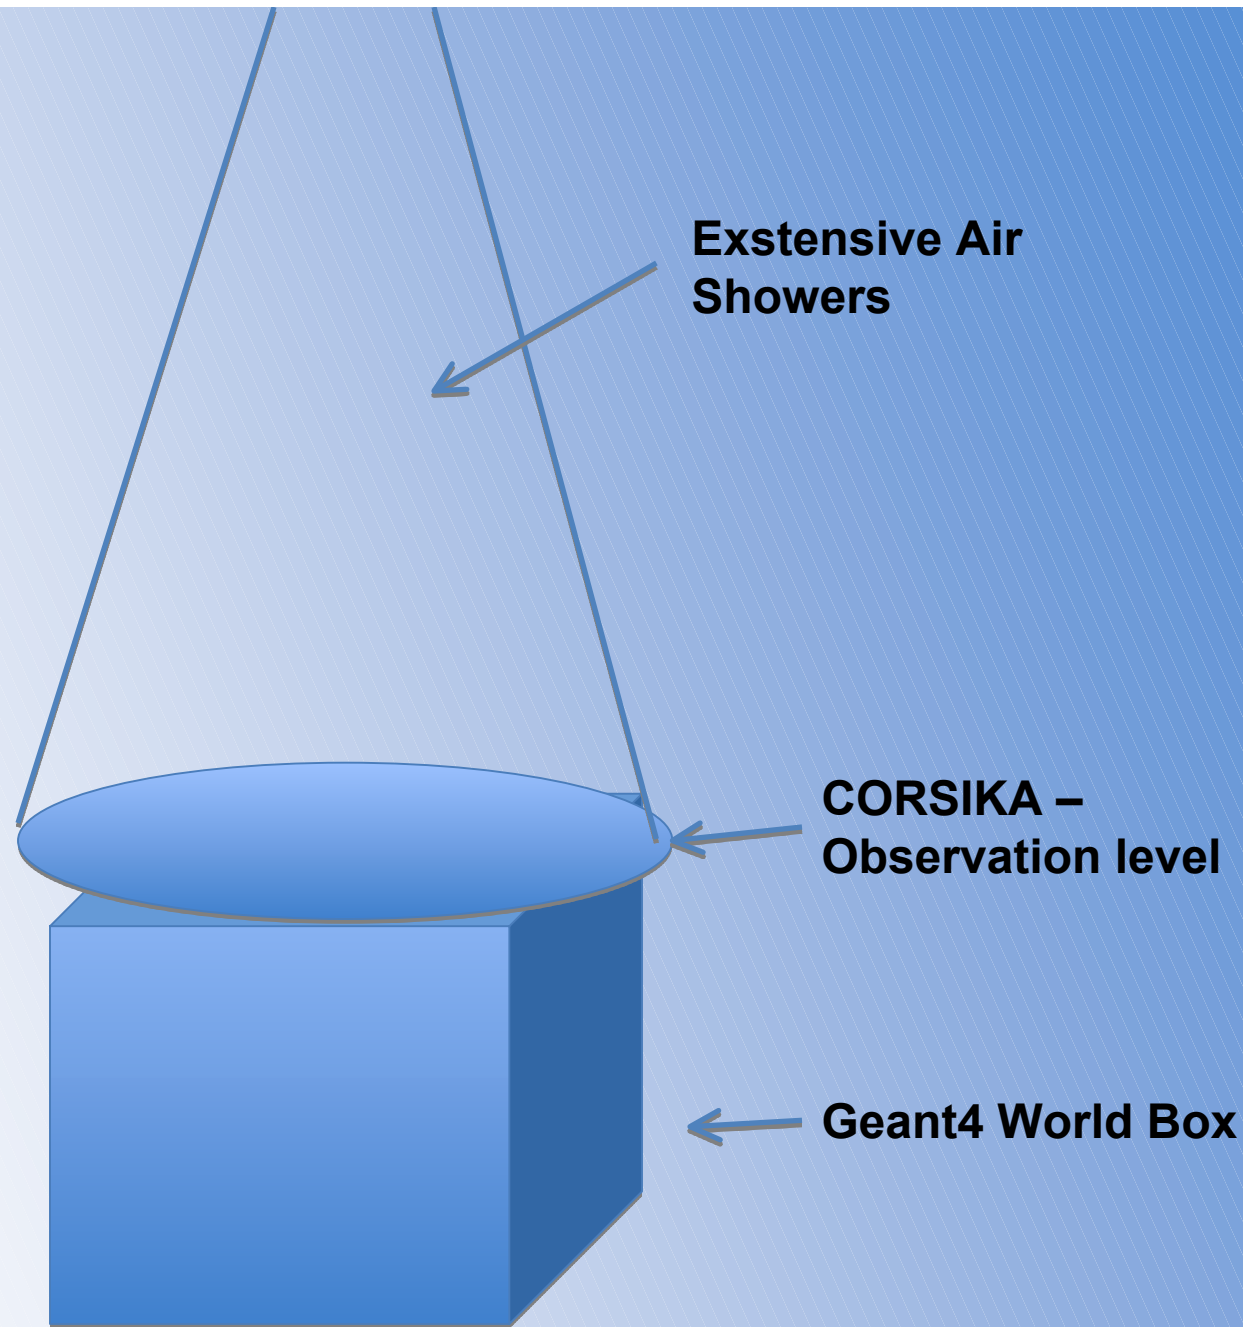 Exstensive Air
Showers
CORSIKA –
Observation level
Geant4 World Box